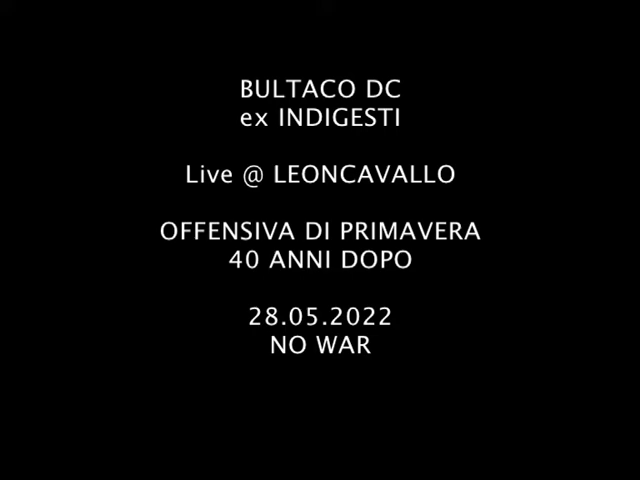 BULTACO DC
ex INDIGESTI
Live @ LEONCAVALLO
OFFENSIVA DI PRIMAVERA
40 ANNI DOPO
28.05.2022
NO WAR